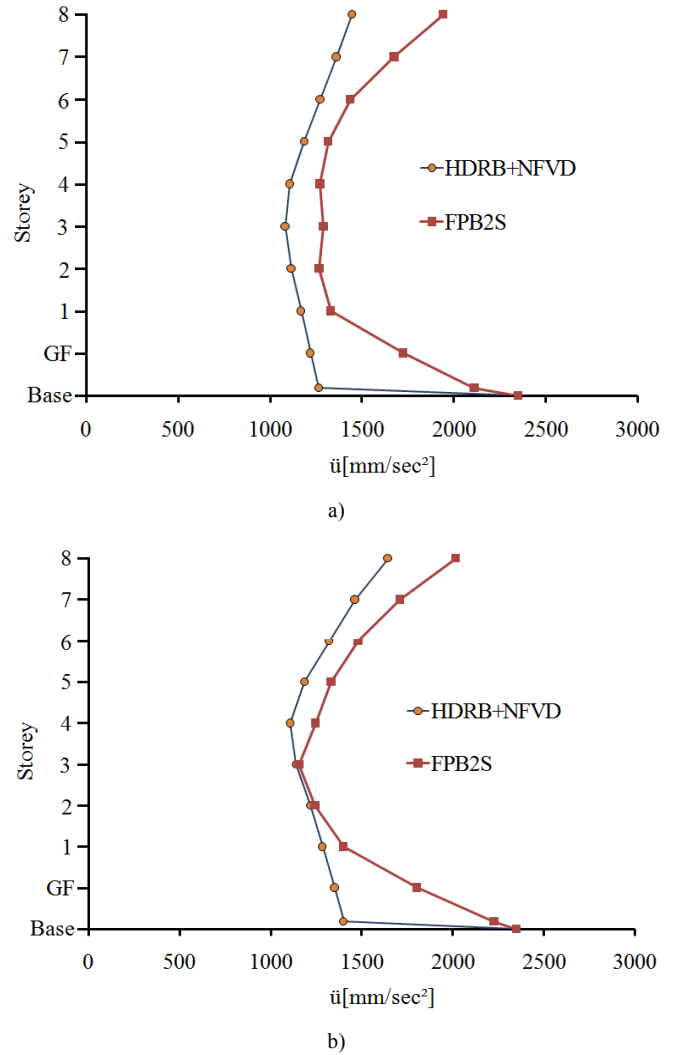 8
7
6
5
4
3
2
1
GF
Base
Storey
HDRB+NFVD
FPB2S
0 500 1000 1500 2000 2500 3000
ü[mm/sec²]
a)
8
7
6
5
4
3
2
1
GF
Base
Storey
HDRB+NFVD
FPB2S
0 500 1000 1500 2000 2500 3000
ü[mm/sec²]
b)